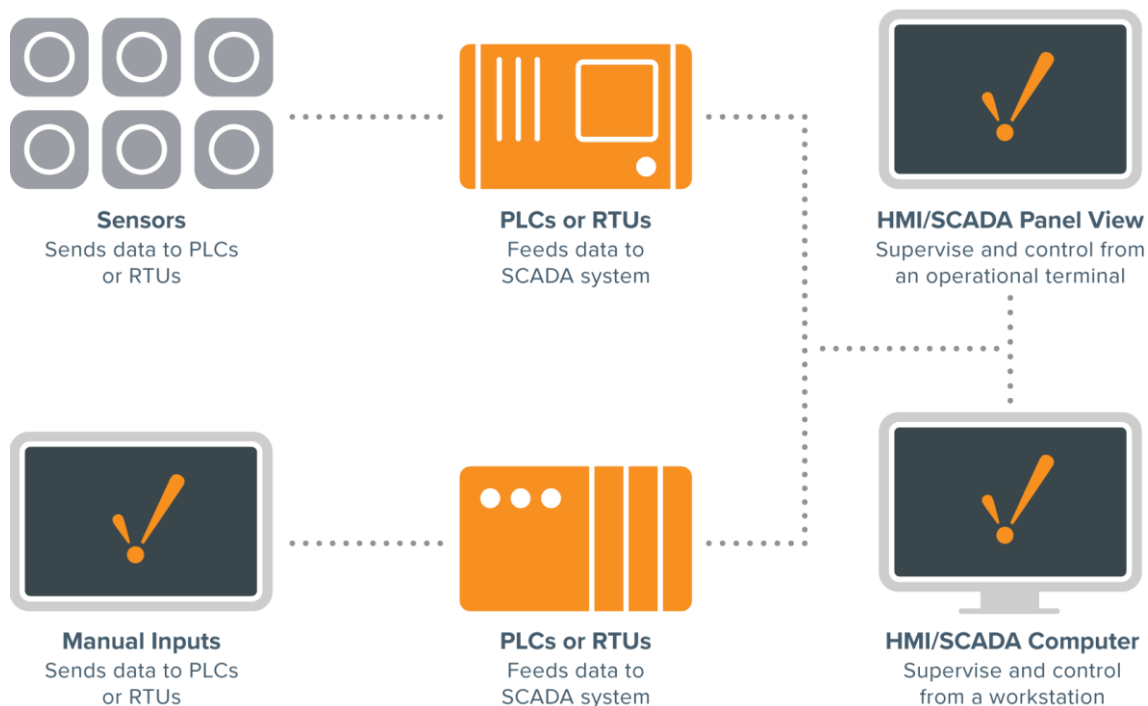 Sensors
Sends data to PLCs
or RTUs
PLCs or RTUs
Feeds data to
SCADA system
HMI/SCADA Panel View
Supervise and control from
an operational terminal
Manual Inputs
Sends data to PLCs
or RTUs
PLCs or RTUs
Feeds data to
SCADA system
HMI/SCADA Computer
Supervise and control
from a workstation